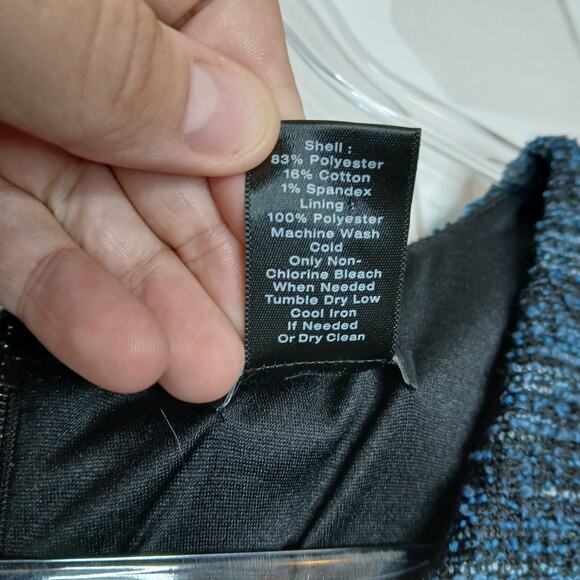 Shell :
83% Polyester
16% Cotton
1% Spandex
Lining :
100% Polyester
Machine Wash
Cold
Only Non-
Chlorine Bleach
When Needed
Tumble Dry Low
Cool Iron
If Needed
Or Dry Clean